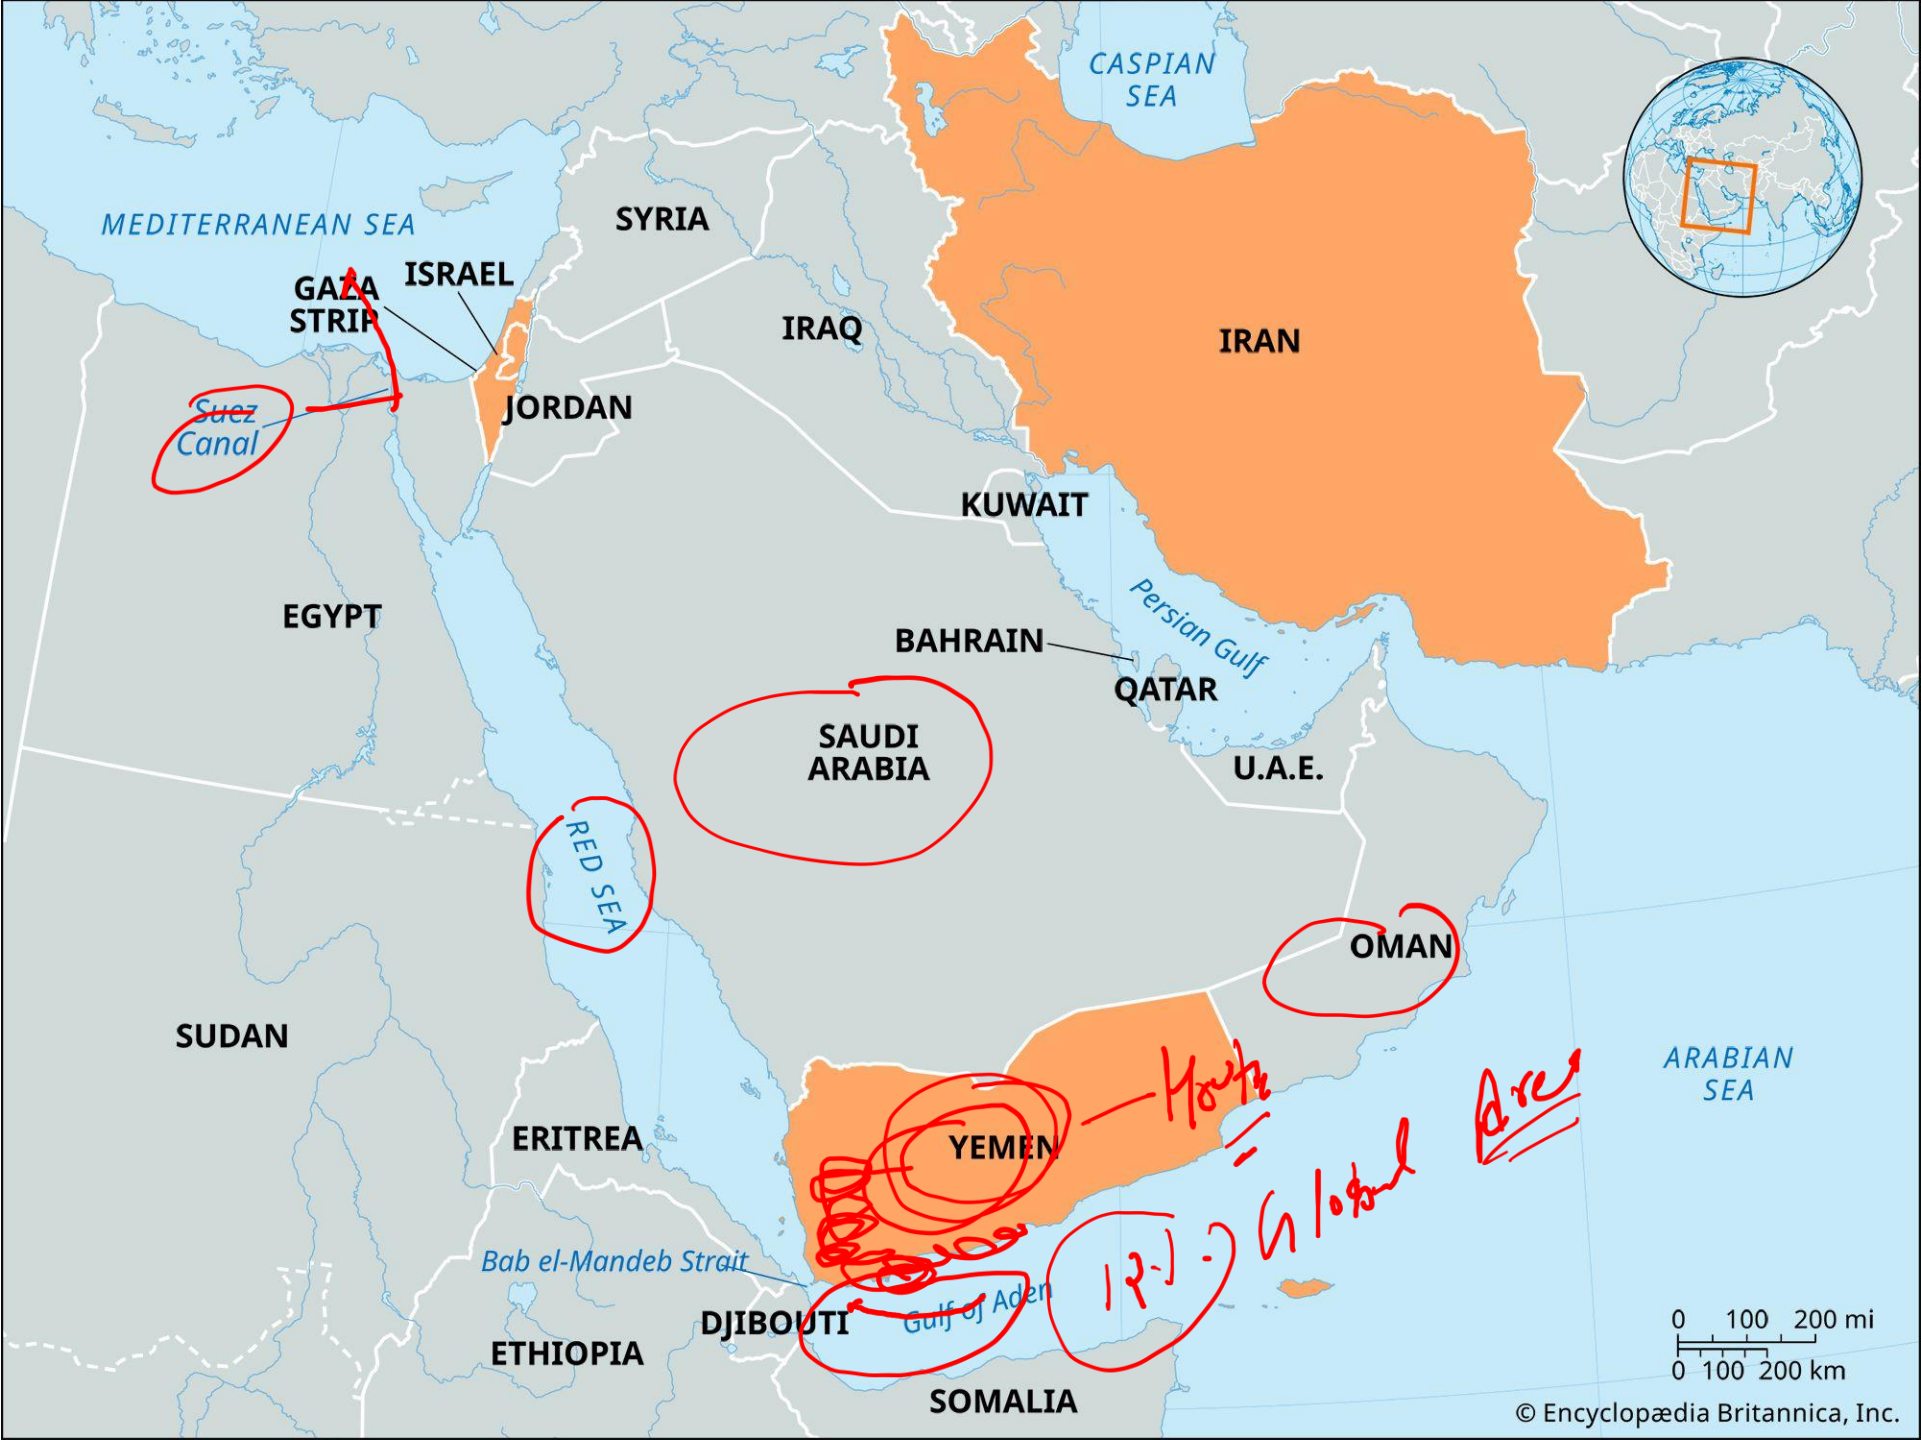 CASPIAN
SEA
MEDITERRANEAN SEA
SYRIA
GAZA
STRIP
ISRAEL
IRAQ
IRAN
JORDAN
Suez
Canal
KUWAIT
EGYPT
Persian Gulf
BAHRAIN
QATAR
SAUDI
ARABIA
U.A.E.
RED SEA
OMAN
SUDAN
ARABIAN
SEA
ERITREA
YEMEN
Global
Bab el-Mandeb Strait
Gulf of Aden
DJIBOUTI
ETHIOPIA
SOMALIA
0 100 200 mi
0 100 200 km
© Encyclopædia Britannica, Inc.